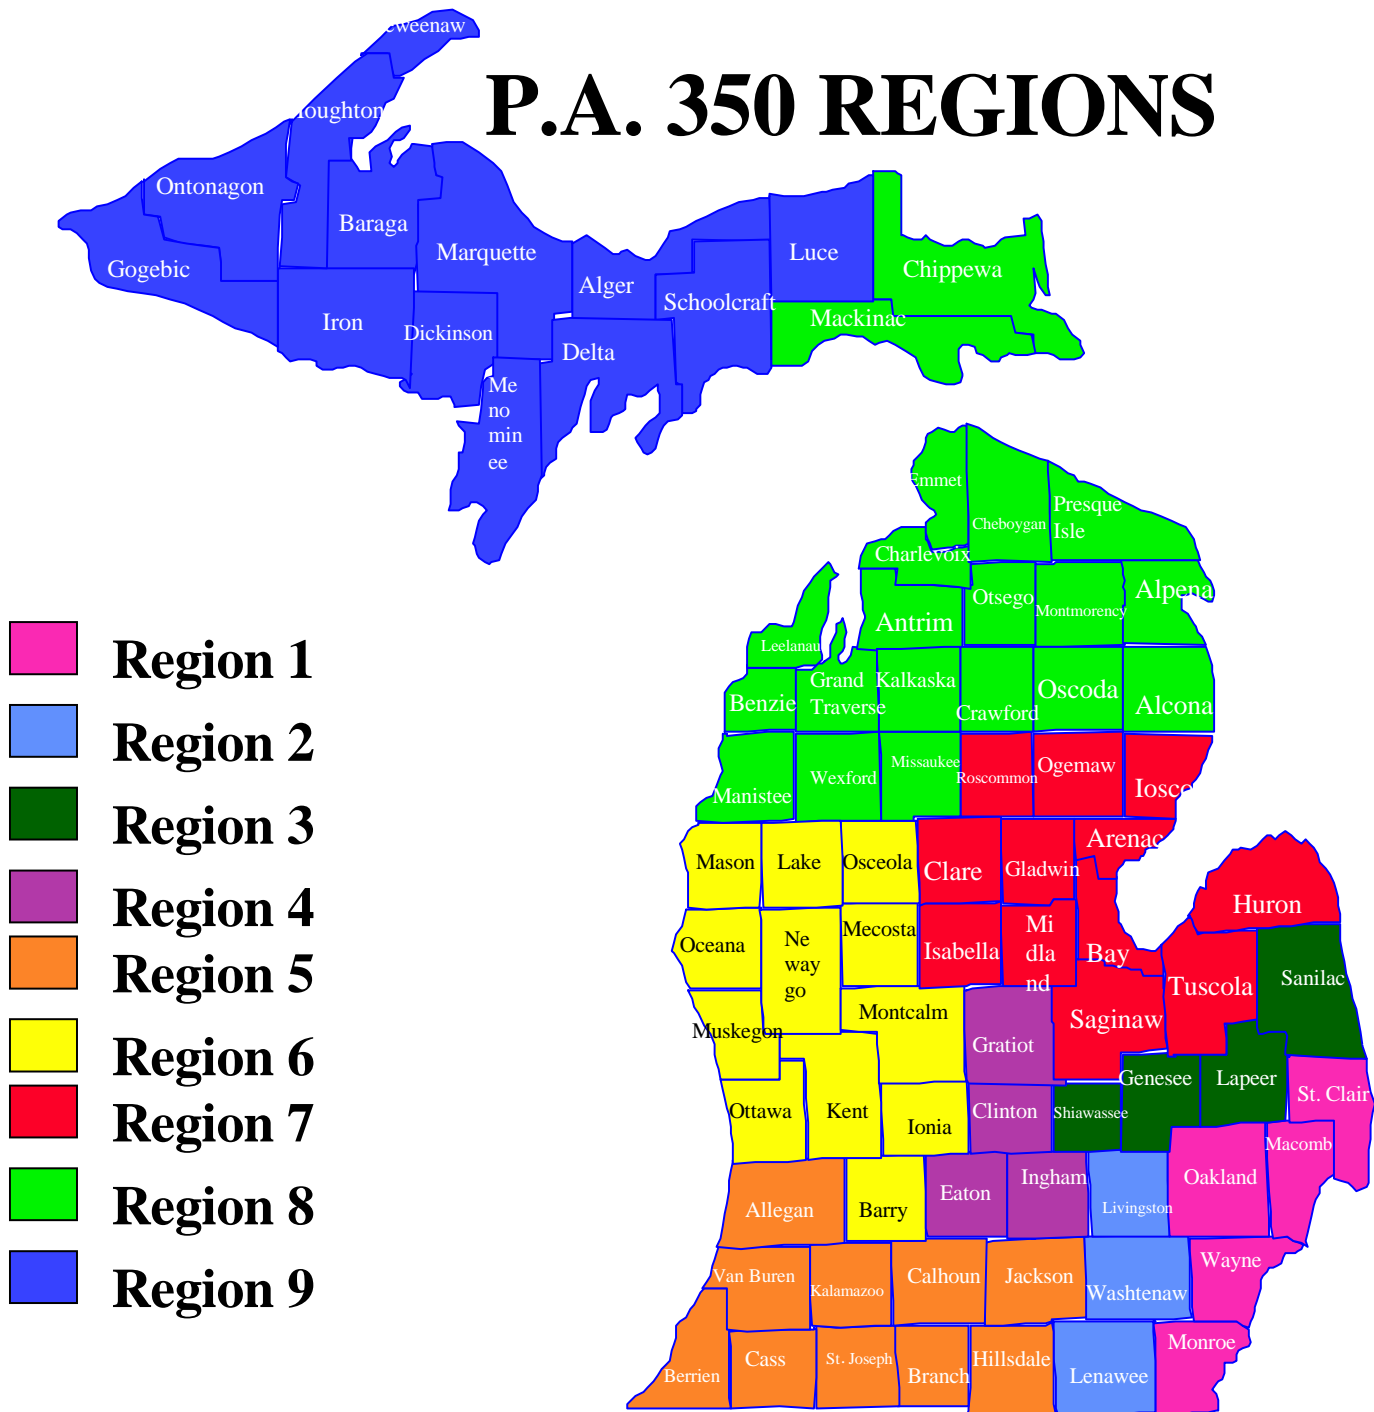 eweenaw
P.A. 350 REGIONS
oughton
Ontonagon
Baraga
Marquette
Luce
Gogebic
Chippewa
Alger
Schoolcraft
Iron
Mackinac
Dickinson
Delta
Me
no
min
ee
Emmet
Presque
Isle
Cheboygan
Charlevoix
Alpena
Otsego
Montmorency
Antrim
Leelanau
Region 1
Grand
Traverse
Kalkaska
Oscoda
Benzie
Crawford
Alcona
Region 2
Missaukee
Ogemaw
Wexford
Roscommon
Iosco
Manistee
Region 3
Arenac
Mason
Lake
Osceola
Clare
Gladwin
Region 4
Huron
Oceana
Ne
way
go
Mecosta
Isabella
Mi
dla
nd
Bay
Region 5
Tuscola
Sanilac
Muskegon
Montcalm
Saginaw
Gratiot
Region 6
Genesee
Lapeer
St. Clair
Ottawa
Kent
Ionia
Clinton
Shiawassee
Region 7
Macomb
Oakland
Ingham
Eaton
Livingston
Allegan
Barry
Region 8
Wayne
Van Buren
Kalamazoo
Calhoun
Jackson
Washtenaw
Region 9
Monroe
Cass
St. Joseph
Hillsdale
Berrien
Branch
Lenawee